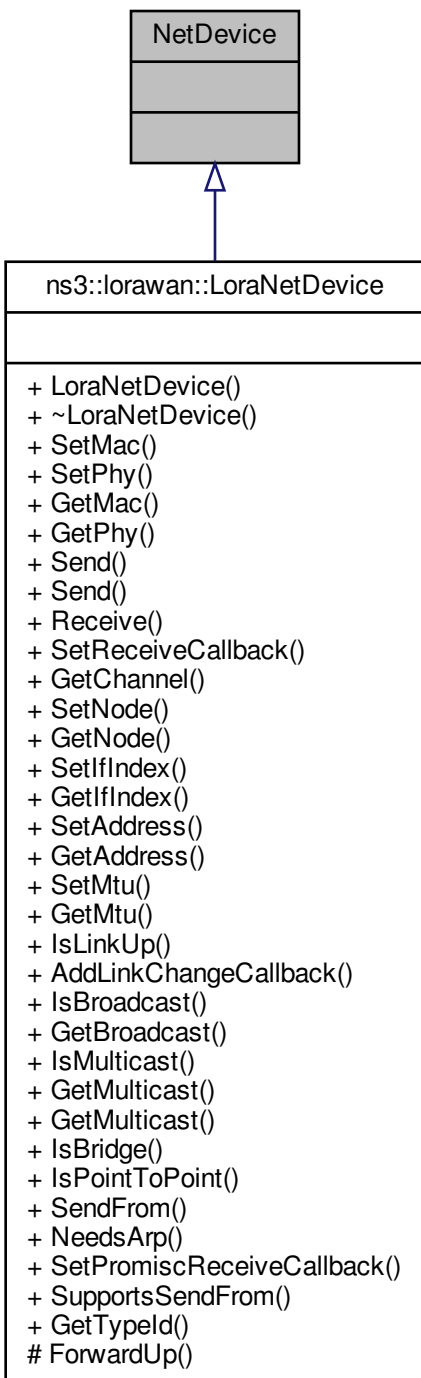 NetDevice
ns3::lorawan::LoraNetDevice
+ LoraNetDevice()
+ ~LoraNetDevice()
+ SetMac()
+ SetPhy()
+ GetMac()
+ GetPhy()
+ Send()
+ Send()
+ Receive()
+ SetReceiveCallback()
+ GetChannel()
+ SetNode()
+ GetNode()
+ SetIfIndex()
+ GetIfIndex()
+ SetAddress()
+ GetAddress()
+ SetMtu()
+ GetMtu()
+ IsLinkUp()
+ AddLinkChangeCallback()
+ IsBroadcast()
+ GetBroadcast()
+ IsMulticast()
+ GetMulticast()
+ GetMulticast()
+ IsBridge()
+ IsPointToPoint()
+ SendFrom()
+ NeedsArp()
+ SetPromiscReceiveCallback()
+ SupportsSendFrom()
+ GetTypeId()
# ForwardUp()